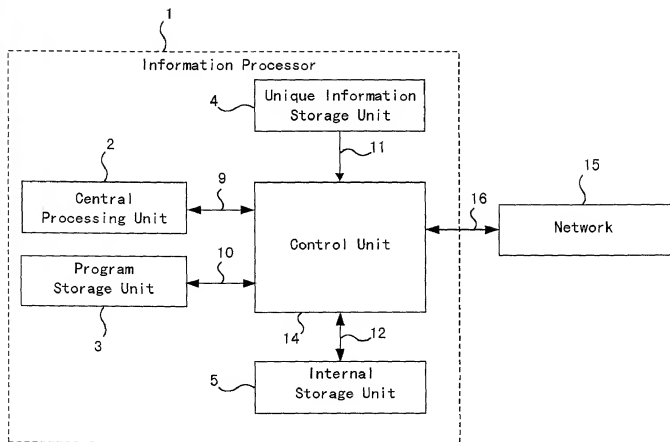 1
Information Processor
4
Unique Information
Storage Unit
11
2
Central
Processing Unit
9
Control Unit
16
15
Network
Program
Storage Unit
10
3
14
12
5
Internal
Storage Unit